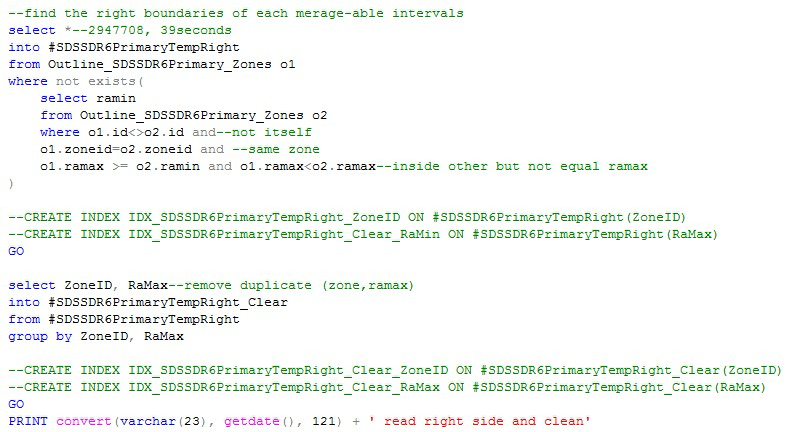 --find the right boundaries of each merage-able intervals
select *--2947708, 39seconds
into #SDSSDR6PrimaryTempRight
from Outline_SDSSDR6Primary_Zones o1
where not exists(
    select ramin
    from Outline_SDSSDR6Primary_Zones o2
    where o1.id<>o2.id and--not itself
    o1.zoneid=o2.zoneid and --same zone
    o1.ramax >= o2.ramin and o1.ramax<o2.ramax--inside other but not equal ramax
)
--CREATE INDEX IDX_SDSSDR6PrimaryTempRight_ZoneID ON #SDSSDR6PrimaryTempRight(ZoneID)
--CREATE INDEX IDX_SDSSDR6PrimaryTempRight_Clear_RaMin ON #SDSSDR6PrimaryTempRight(RaMax)
GO
select ZoneID, RaMax--remove duplicate (zone,ramax)
into #SDSSDR6PrimaryTempRight_Clear
from #SDSSDR6PrimaryTempRight
group by ZoneID, RaMax
--CREATE INDEX IDX_SDSSDR6PrimaryTempRight_Clear_ZoneID ON #SDSSDR6PrimaryTempRight_Clear(ZoneID)
--CREATE INDEX IDX_SDSSDR6PrimaryTempRight_Clear_RaMax ON #SDSSDR6PrimaryTempRight_Clear(RaMax)
GO
PRINT convert(varchar(23), getdate(), 121) + ' read right side and clean'